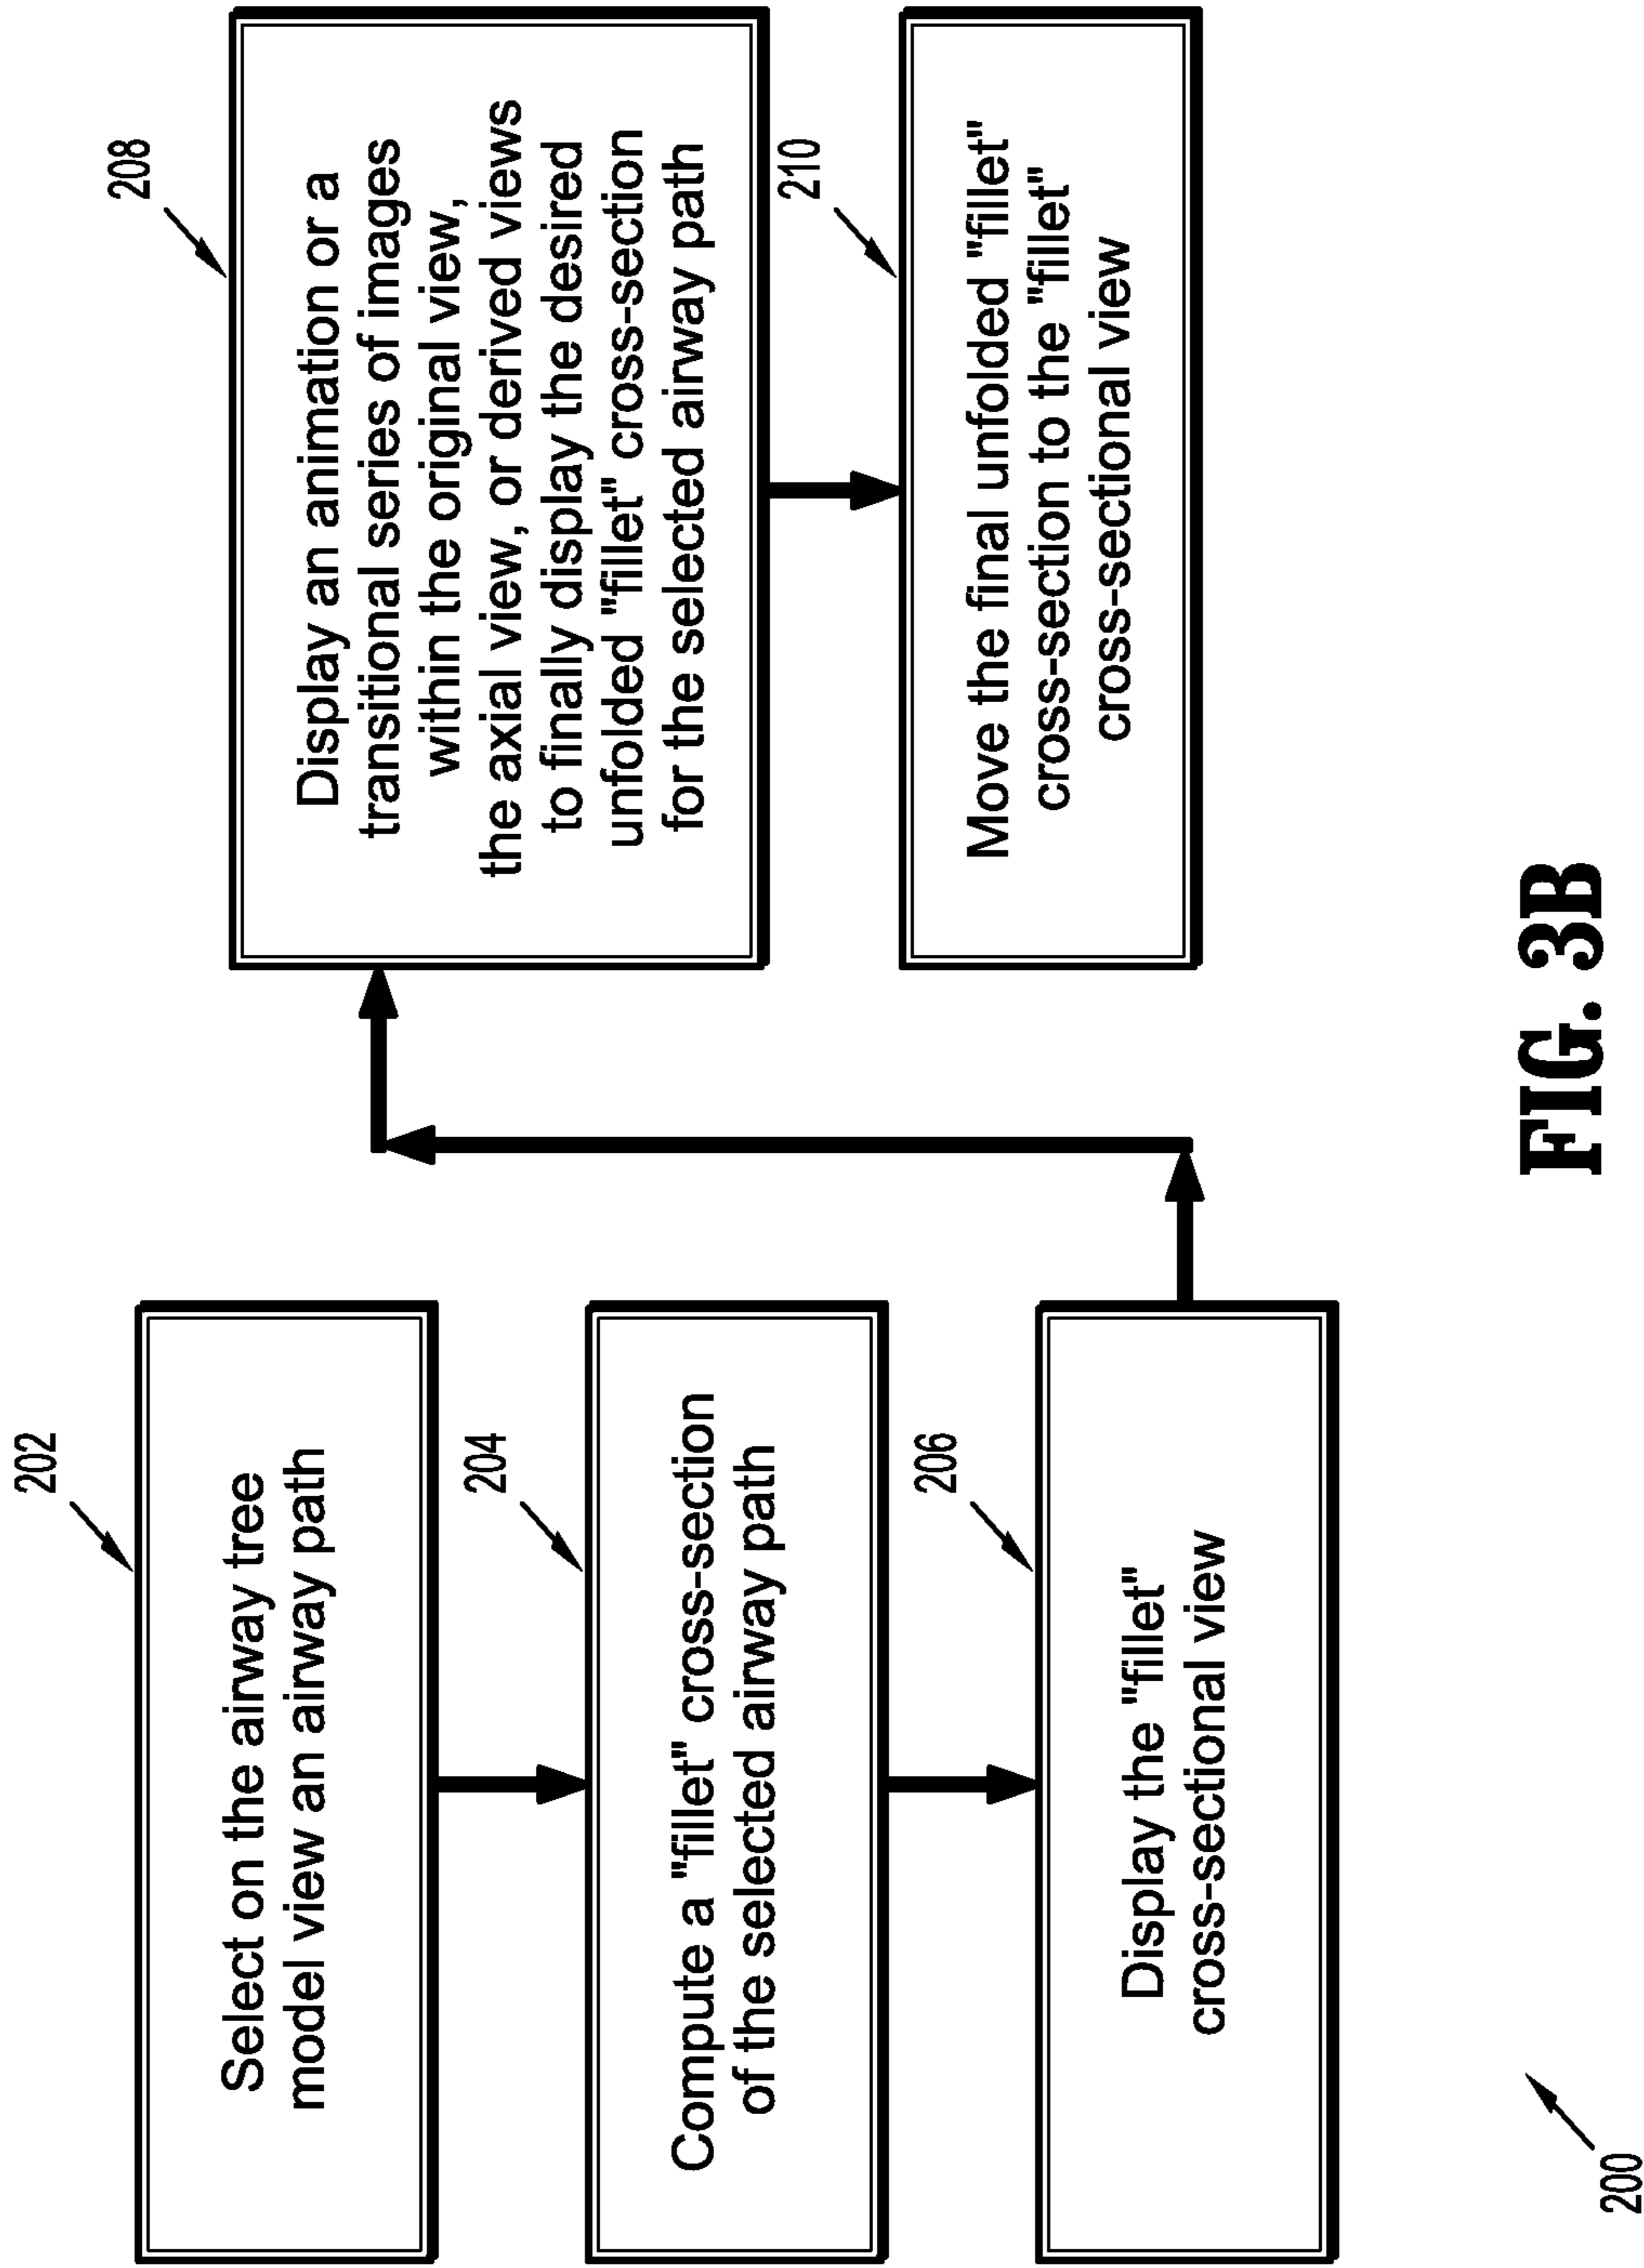 202
Select on the airway tree
model view an airway path
204
Compute a "fillet" cross-section
of the selected airway path
206
Display the "fillet"
cross-sectional view
208
Display an animation or a
transitional series of images
within the original view,
the axial view, or derived views
to finally display the desired
unfolded "fillet" cross-section
for the selected airway path
210
Move the final unfolded "fillet"
cross-section to the "fillet"
cross-sectional view
200
FIG. 3B